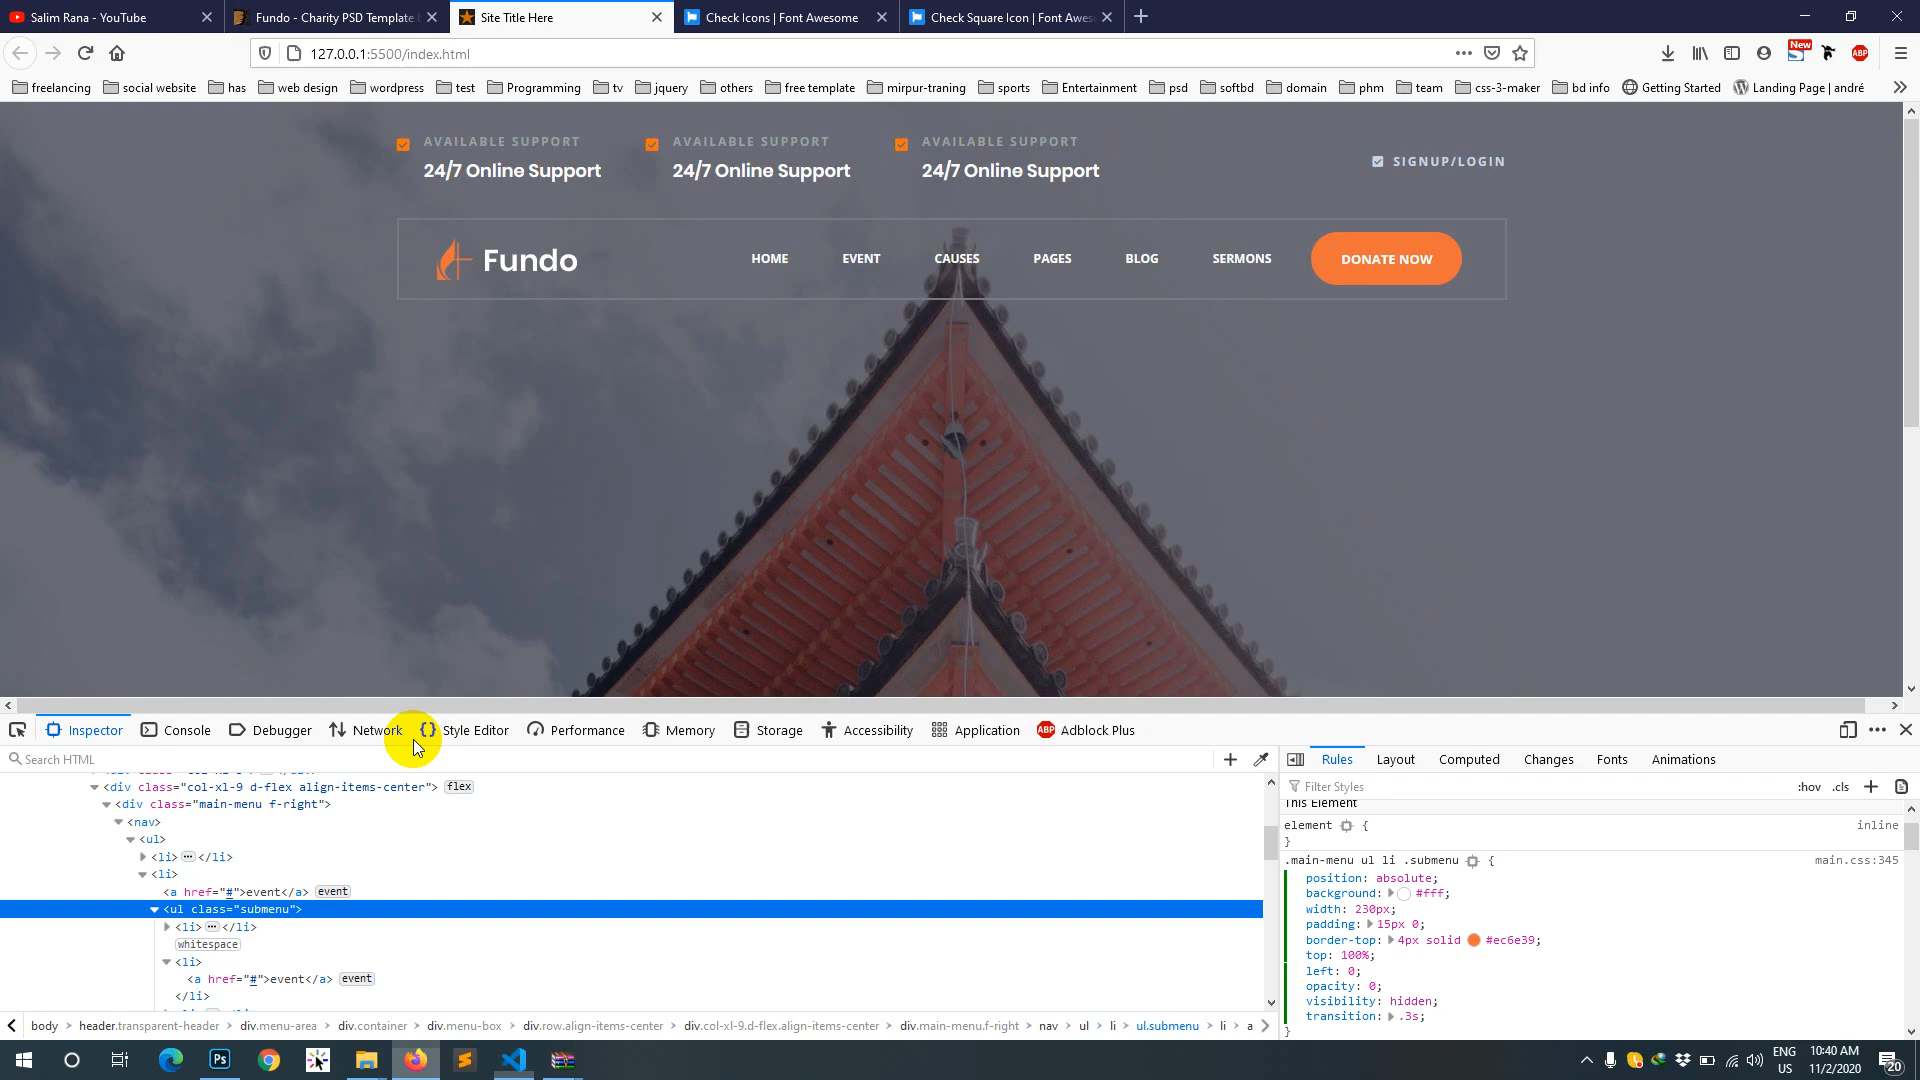 Salim Rana - YouTube
Fundo - Charity PSD Template
Site Title Here
Check Icons | Font Awesome
Check Square Icon | Font Awes
127.0.0.1:5500/index.html
New
ABP
freelancing
social website
has
web design
wordpress
test
Programming
tv
jquery
others
free template
mirpur-traning
sports
Entertainment
psd
softbd
domain
phm
team
css-3-maker
bd info
Getting Started
Landing Page | andré
AVAILABLE SUPPORT
24/7 Online Support
AVAILABLE SUPPORT
24/7 Online Support
AVAILABLE SUPPORT
24/7 Online Support
SIGNUP/LOGIN
Fundo
HOME
EVENT
CAUSES
PAGES
BLOG
SERMONS
DONATE NOW
Inspector
Console
Debugger
Network
Style Editor
Performance
Memory
Storage
Accessibility
Application
ABP
Adblock Plus
Search HTML
<div class="col-xl-9 d-flex align-items-center"> flex
<div class="main-menu f-right">
<nav>
<ul>
<li> ••• </li>
<li>
<a href="#">event</a> event
<ul class="submenu">
<li> ••• </li>
whitespace
<li>
<a href="#">event</a> event
</li>
body
header.transparent-header
div.menu-area
div.container
div.menu-box
div.row.align-items-center
div.col-xl-9.d-flex.align-items-center
div.main-menu.f-right
nav
ul
li
ul.submenu
li
a
Rules
Layout
Computed
Changes
Fonts
Animations
Filter Styles
:hov
.cls
This Element
element {
inline
}
.main-menu ul li .submenu {
main.css:345
position: absolute;
background: #fff;
width: 230px;
padding: 15px 0;
border-top: 4px solid #ec6e39;
top: 100%;
left: 0;
opacity: 0;
visibility: hidden;
transition: .3s;
}
Ps
ENG
US
10:40 AM
11/2/2020
20